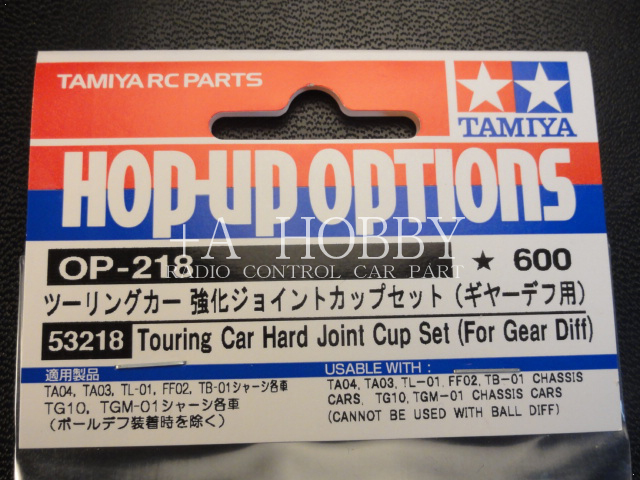 TAMIYA RC PARTS
TAMIYA
HOP-UP OPTIONS
+A HOBBY
OP-218
★ 600
RADIO CONTROL CAR PART
ツーリングカー 強化ジョイントカップセット (ギヤーデフ用)
53218 Touring Car Hard Joint Cup Set (For Gear Diff)
適用製品
TA04, TA03, TL-01, FF02, TB-01シャーシ各車
TG10, TGM-01シャーシ各車
(ボールデフ装着時を除く)
USABLE WITH :
TA04, TA03, TL-01, FF02, TB-01 CHASSIS
CARS, TG10, TGM-01 CHASSIS CARS
(CANNOT BE USED WITH BALL DIFF)